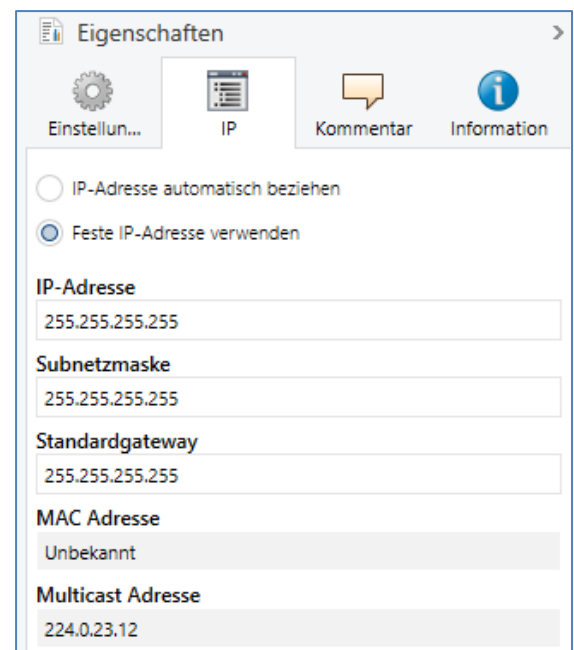 Eigenschaften
Einstellun... IP Kommentar Information
IP-Adresse automatisch beziehen
Feste IP-Adresse verwenden
IP-Adresse
255.255.255.255
Subnetzmaske
255.255.255.255
Standardgateway
255.255.255.255
MAC Adresse
Unbekannt
Multicast Adresse
224.0.23.12